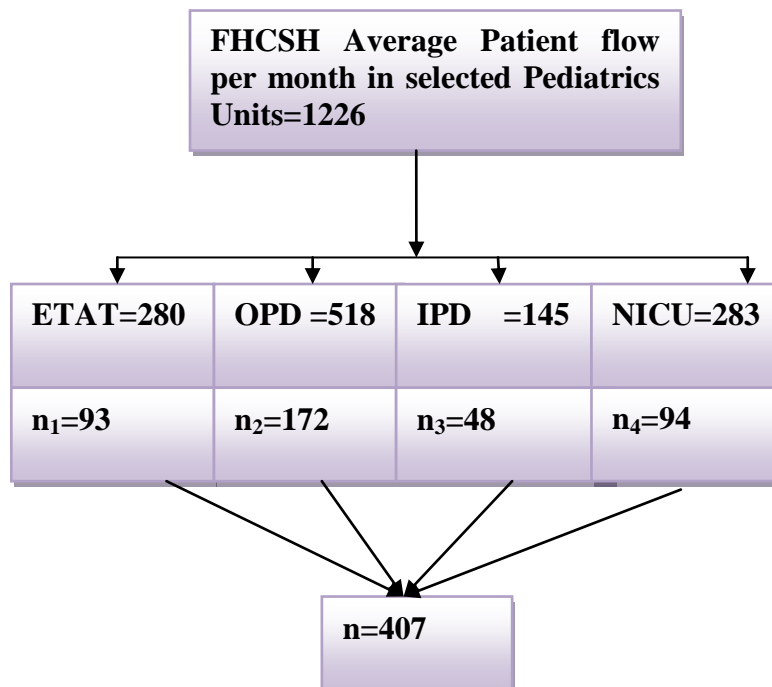 FHCSH Average Patient flow
per month in selected Pediatrics
Units=1226
ETAT=280
OPD =518
IPD =145
NICU=283
n₁=93
n₂=172
n₃=48
n₄=94
n=407